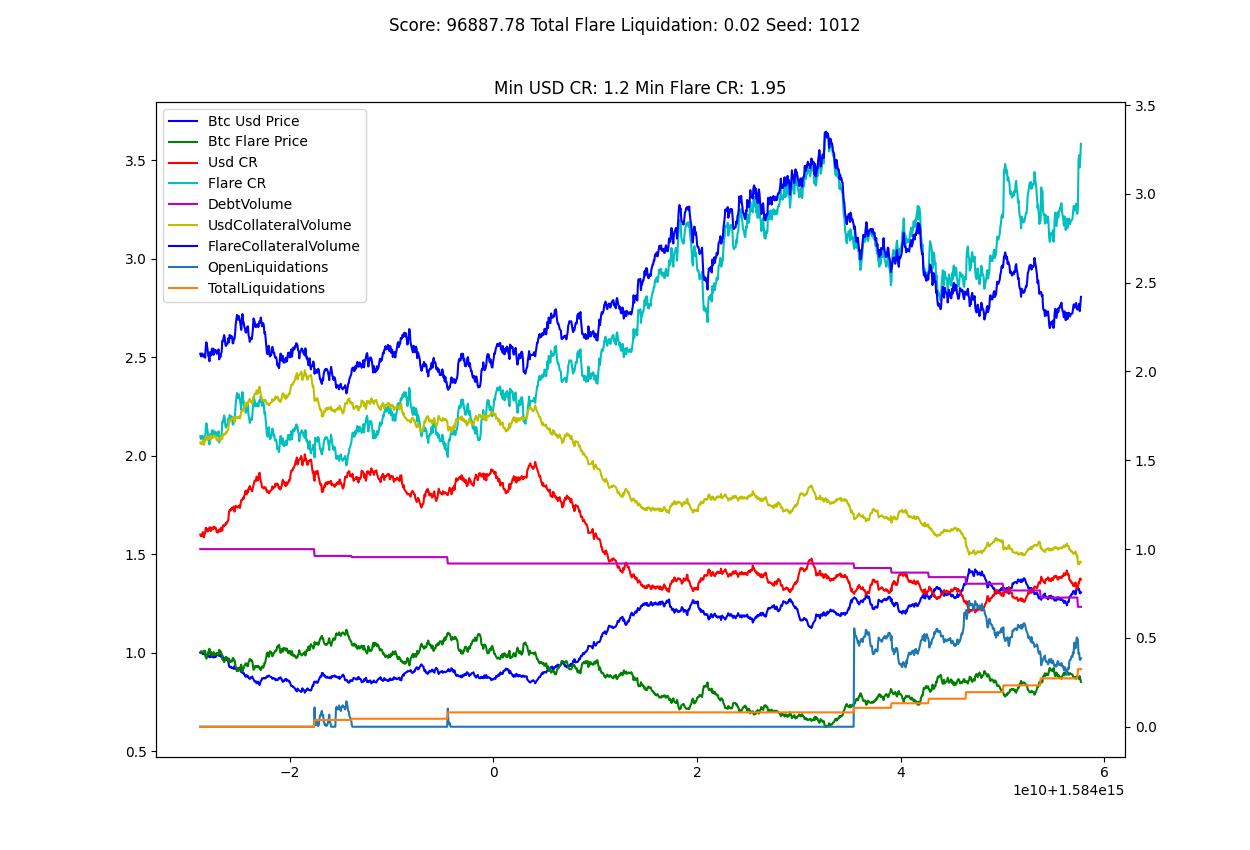 Score: 96887.78 Total Flare Liquidation: 0.02 Seed: 1012
Min USD CR: 1.2 Min Flare CR: 1.95
Btc Usd Price
Btc Flare Price
Usd CR
Flare CR
DebtVolume
UsdCollateralVolume
FlareCollateralVolume
OpenLiquidations
TotalLiquidations
3.5
3.0
2.5
2.0
1.5
1.0
0.5
3.5
3.0
2.5
2.0
1.5
1.0
0.5
0.0
−2 0 2 4 6
1e10+1.584e15